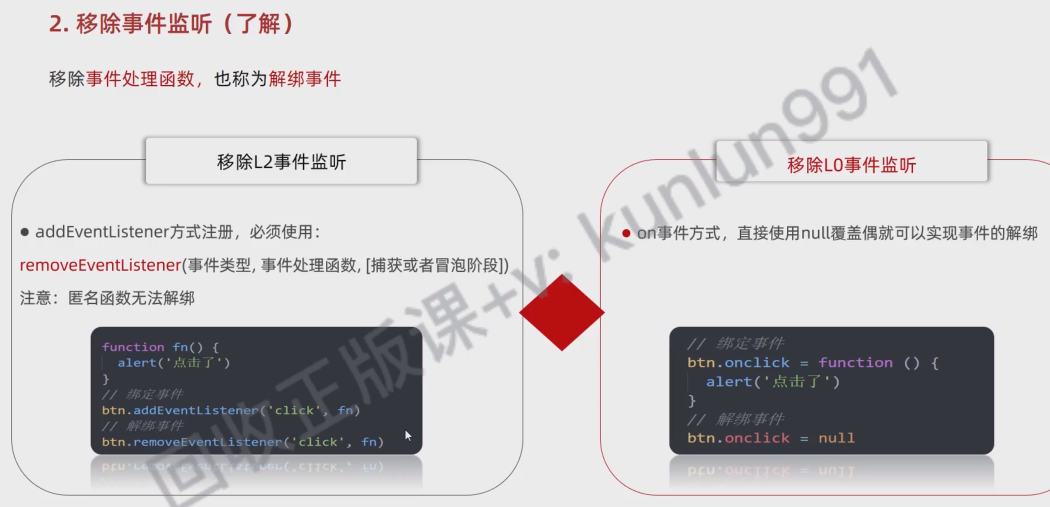 2. 移除事件监听（了解）
移除事件处理函数，也称为解绑事件
移除L2事件监听
● addEventListener方式注册，必须使用：
removeEventListener(事件类型, 事件处理函数, [捕获或者冒泡阶段])
注意：匿名函数无法解绑
function fn() {
alert('点击了')
}
// 绑定事件
btn.addEventListener('click', fn)
// 解绑事件
btn.removeEventListener('click', fn)
移除L0事件监听
● on事件方式，直接使用null覆盖偶就可以实现事件的解绑
// 绑定事件
btn.onclick = function () {
alert('点击了')
}
// 解绑事件
btn.onclick = null
回收正版课+v: kunlun991